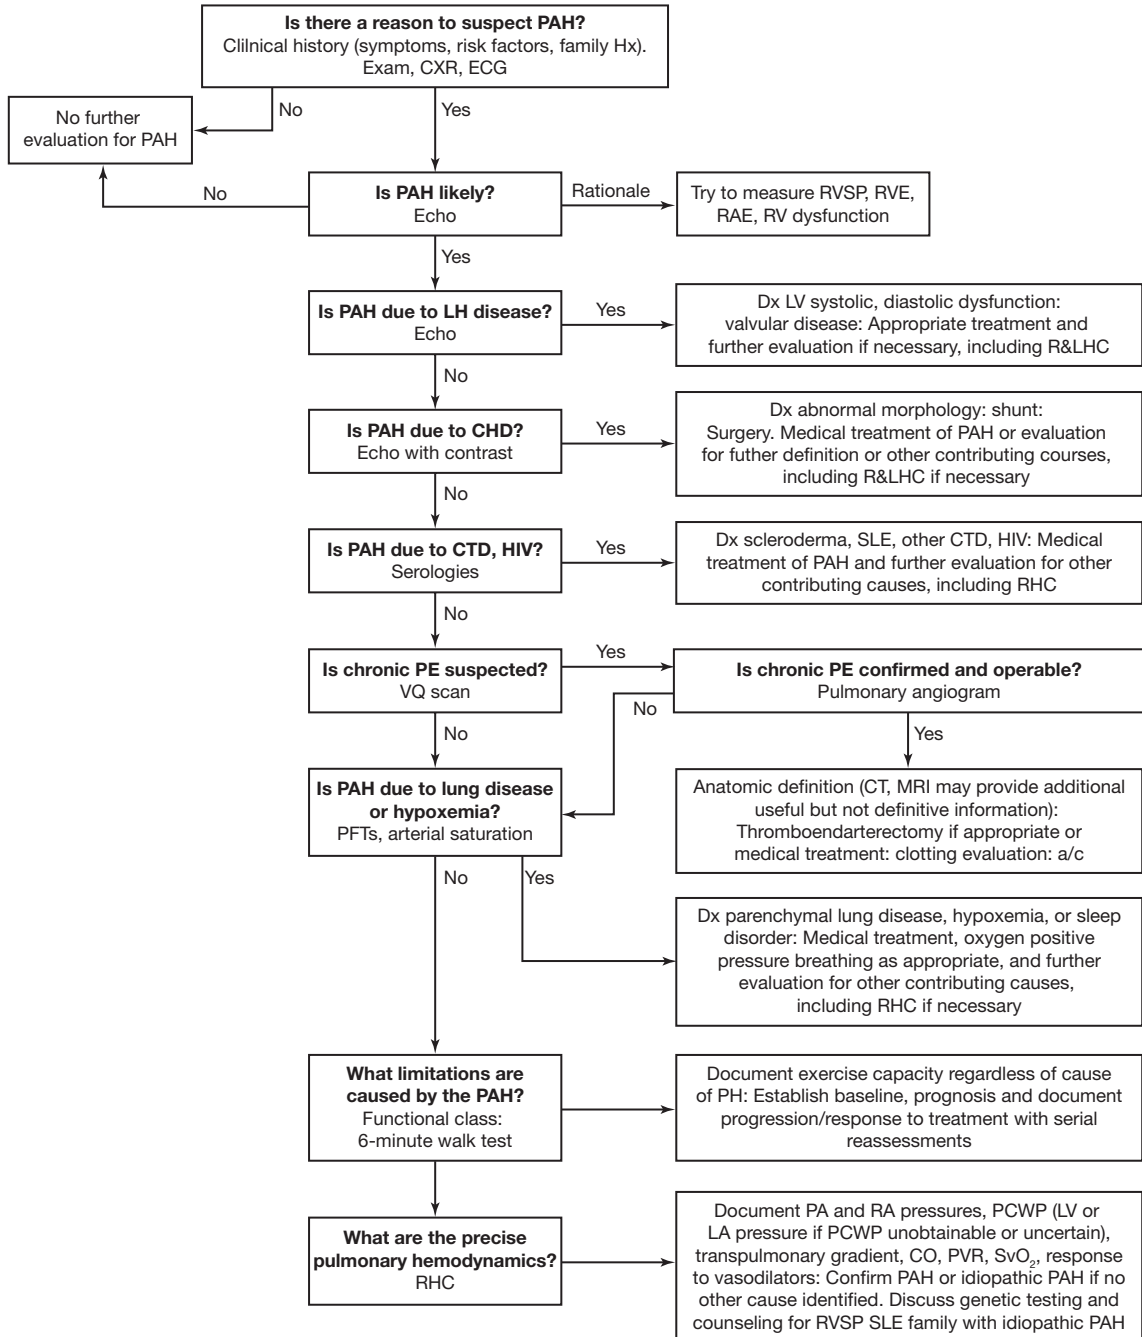 Is there a reason to suspect PAH?
Clilnical history (symptoms, risk factors, family Hx).
Exam, CXR, ECG
No
Yes
No further
evaluation for PAH
No
Is PAH likely?
Echo
Rationale
Try to measure RVSP, RVE,
RAE, RV dysfunction
Yes
Is PAH due to LH disease?
Echo
Yes
Dx LV systolic, diastolic dysfunction:
valvular disease: Appropriate treatment and
further evaluation if necessary, including R&LHC
No
Is PAH due to CHD?
Echo with contrast
Yes
Dx abnormal morphology: shunt:
Surgery. Medical treatment of PAH or evaluation
for futher definition or other contributing courses,
including R&LHC if necessary
No
Is PAH due to CTD, HIV?
Serologies
Yes
Dx scleroderma, SLE, other CTD, HIV: Medical
treatment of PAH and further evaluation for other
contributing causes, including RHC
No
Is chronic PE suspected?
VQ scan
Yes
Is chronic PE confirmed and operable?
Pulmonary angiogram
No
No
Yes
Is PAH due to lung disease
or hypoxemia?
PFTs, arterial saturation
Anatomic definition (CT, MRI may provide additional
useful but not definitive information):
Thromboendarterectomy if appropriate or
medical treatment: clotting evaluation: a/c
No
Yes
Dx parenchymal lung disease, hypoxemia, or sleep
disorder: Medical treatment, oxygen positive
pressure breathing as appropriate, and further
evaluation for other contributing causes,
including RHC if necessary
What limitations are
caused by the PAH?
Functional class:
6-minute walk test
Document exercise capacity regardless of cause
of PH: Establish baseline, prognosis and document
progression/response to treatment with serial
reassessments
What are the precise
pulmonary hemodynamics?
RHC
Document PA and RA pressures, PCWP (LV or
LA pressure if PCWP unobtainable or uncertain),
transpulmonary gradient, CO, PVR, SvO₂, response
to vasodilators: Confirm PAH or idiopathic PAH if no
other cause identified. Discuss genetic testing and
counseling for RVSP SLE family with idiopathic PAH